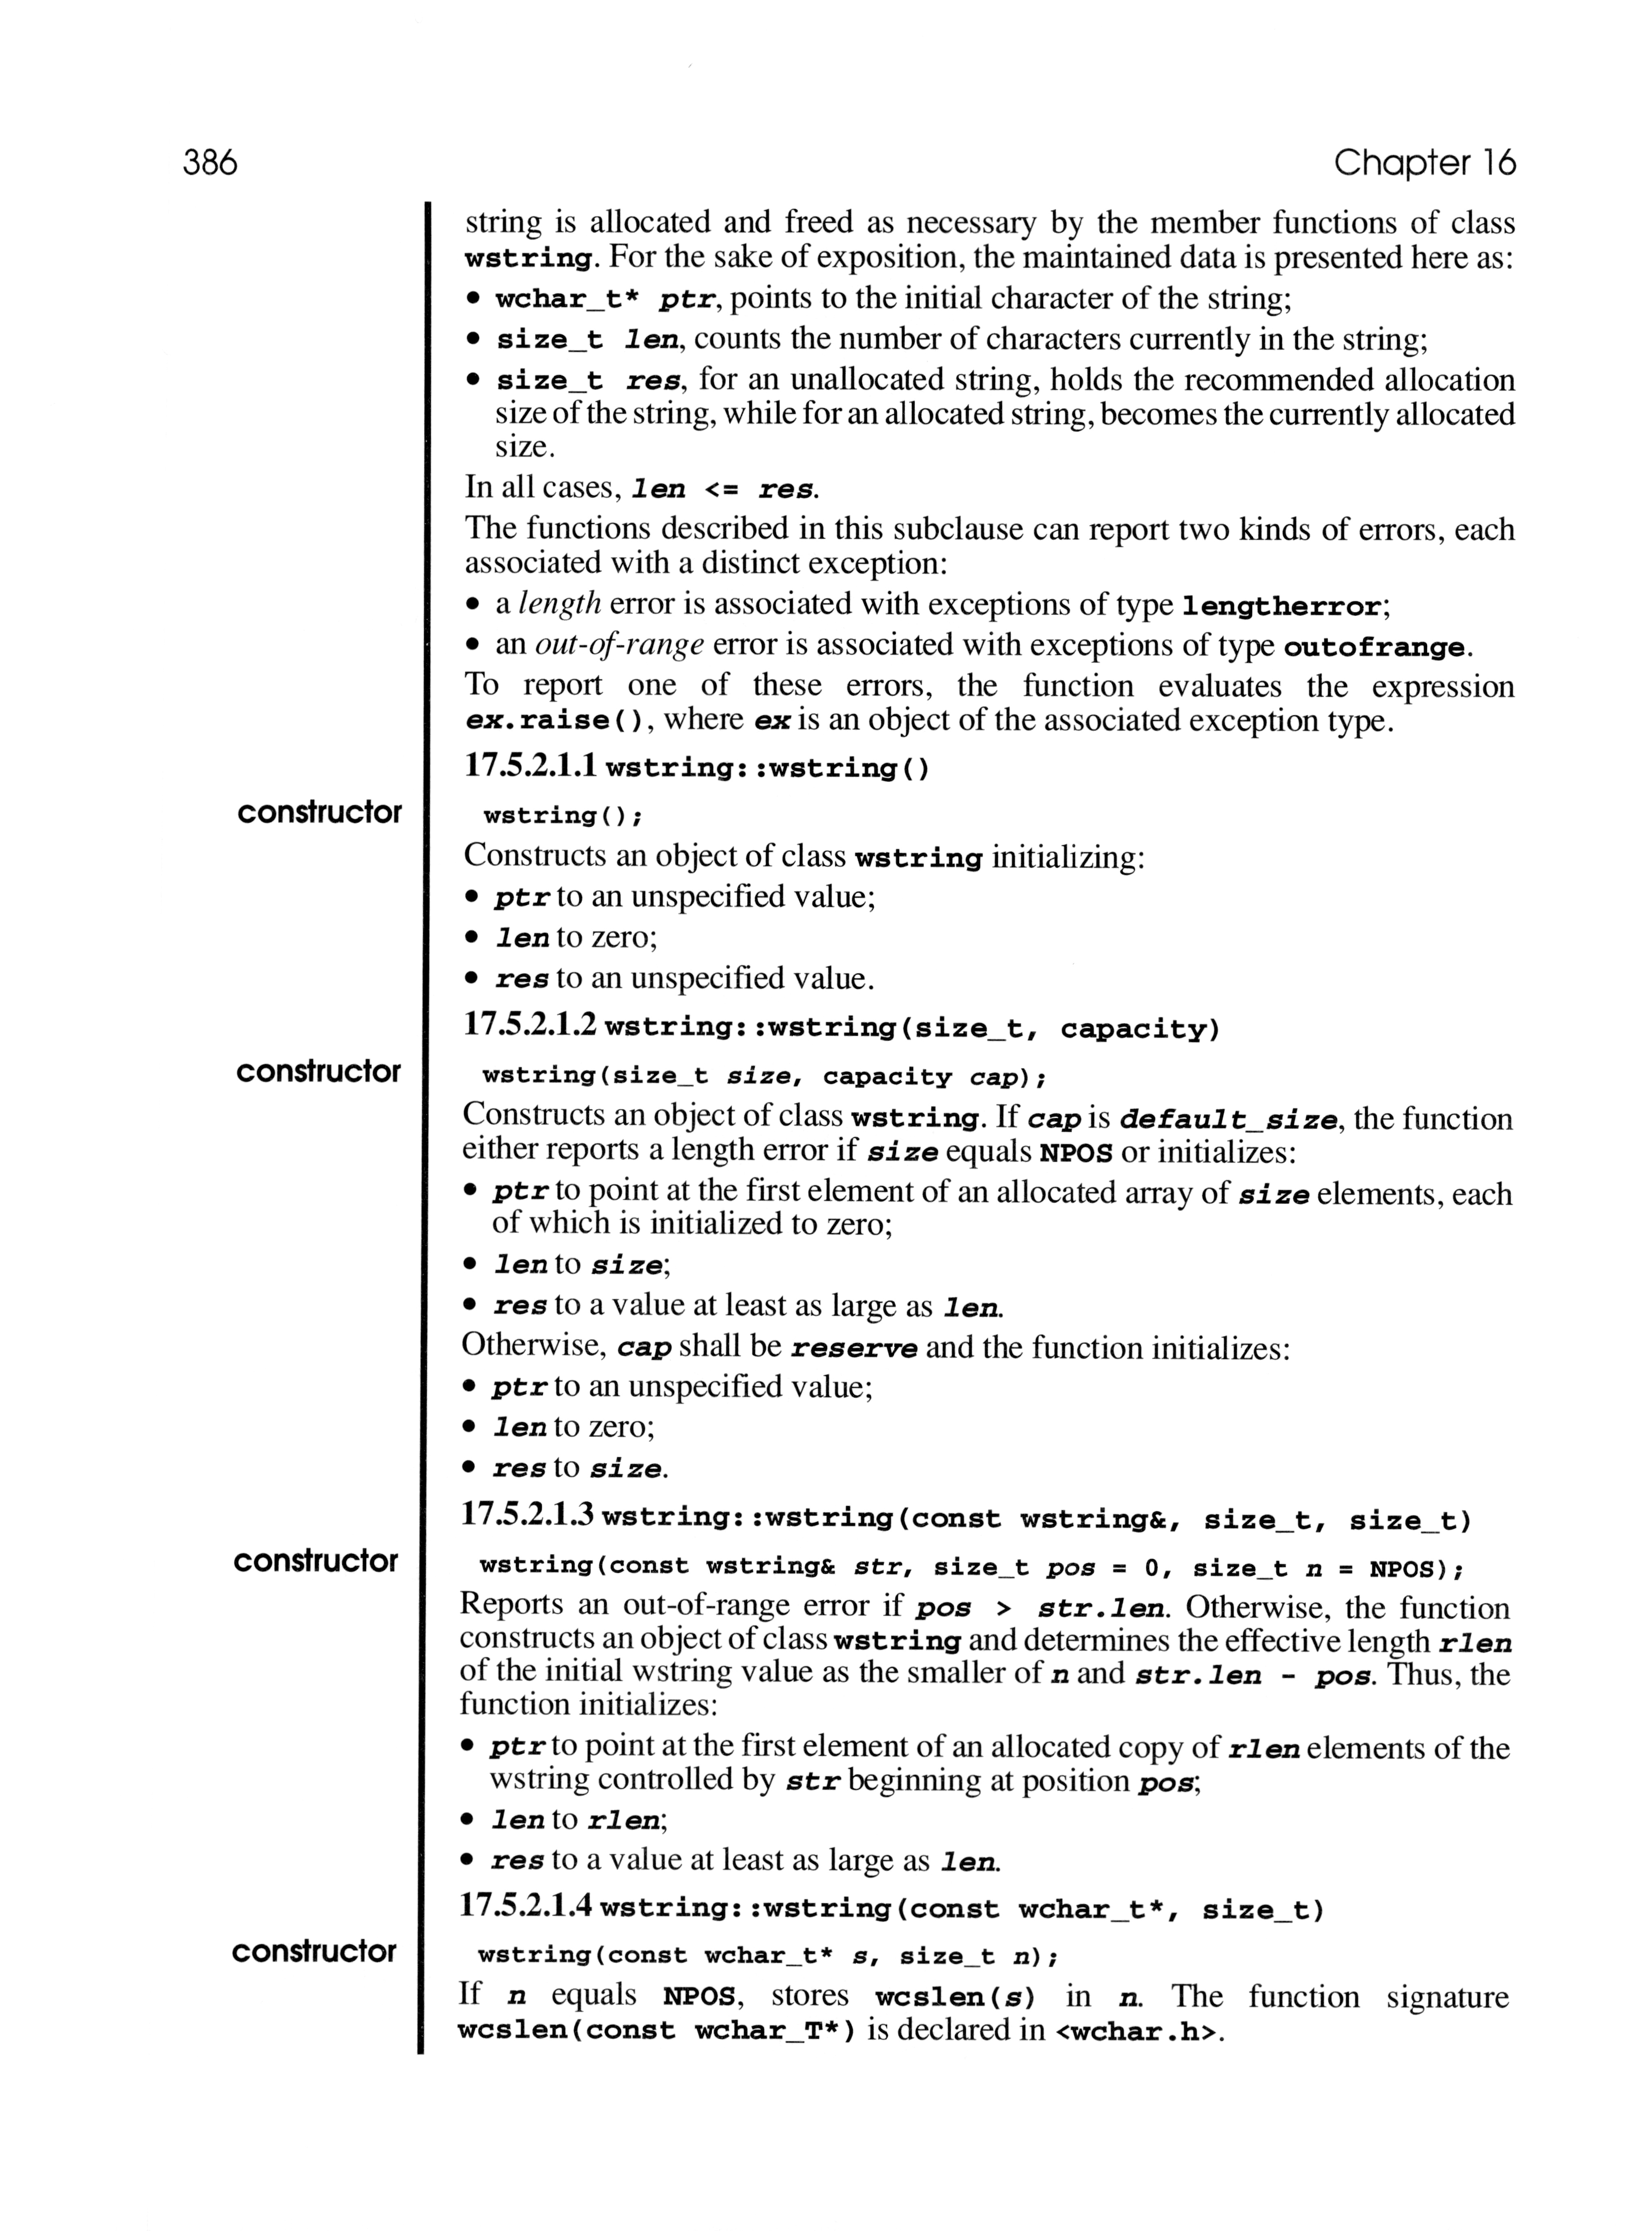 386
Chapter 16
string is allocated and freed as necessary by the member functions of class
wstring. For the sake of exposition, the maintained data is presented here as:
• wchar_t* ptr, points to the initial character of the string;
• size_t len, counts the number of characters currently in the string;
• size_t res, for an unallocated string, holds the recommended allocation
size of the string, while for an allocated string, becomes the currently allocated
size.
In all cases, len <= res.
The functions described in this subclause can report two kinds of errors, each
associated with a distinct exception:
• a length error is associated with exceptions of type lengtherror;
• an out-of-range error is associated with exceptions of type outofrange.
To report one of these errors, the function evaluates the expression
ex.raise(), where ex is an object of the associated exception type.
17.5.2.1.1 wstring::wstring()
constructor
wstring();
Constructs an object of class wstring initializing:
• ptr to an unspecified value;
• len to zero;
• res to an unspecified value.
17.5.2.1.2 wstring::wstring(size_t, capacity)
constructor
wstring(size_t size, capacity cap);
Constructs an object of class wstring. If cap is default_size, the function
either reports a length error if size equals NPOS or initializes:
• ptr to point at the first element of an allocated array of size elements, each
of which is initialized to zero;
• len to size;
• res to a value at least as large as len.
Otherwise, cap shall be reserve and the function initializes:
• ptr to an unspecified value;
• len to zero;
• res to size.
17.5.2.1.3 wstring::wstring(const wstring&, size_t, size_t)
constructor
wstring(const wstring& str, size_t pos = 0, size_t n = NPOS);
Reports an out-of-range error if pos > str.len. Otherwise, the function
constructs an object of class wstring and determines the effective length rlen
of the initial wstring value as the smaller of n and str.len - pos. Thus, the
function initializes:
• ptr to point at the first element of an allocated copy of rlen elements of the
wstring controlled by str beginning at position pos;
• len to rlen;
• res to a value at least as large as len.
17.5.2.1.4 wstring::wstring(const wchar_t*, size_t)
constructor
wstring(const wchar_t* s, size_t n);
If n equals NPOS, stores wcslen(s) in n. The function signature
wcslen(const wchar_T*) is declared in <wchar.h>.